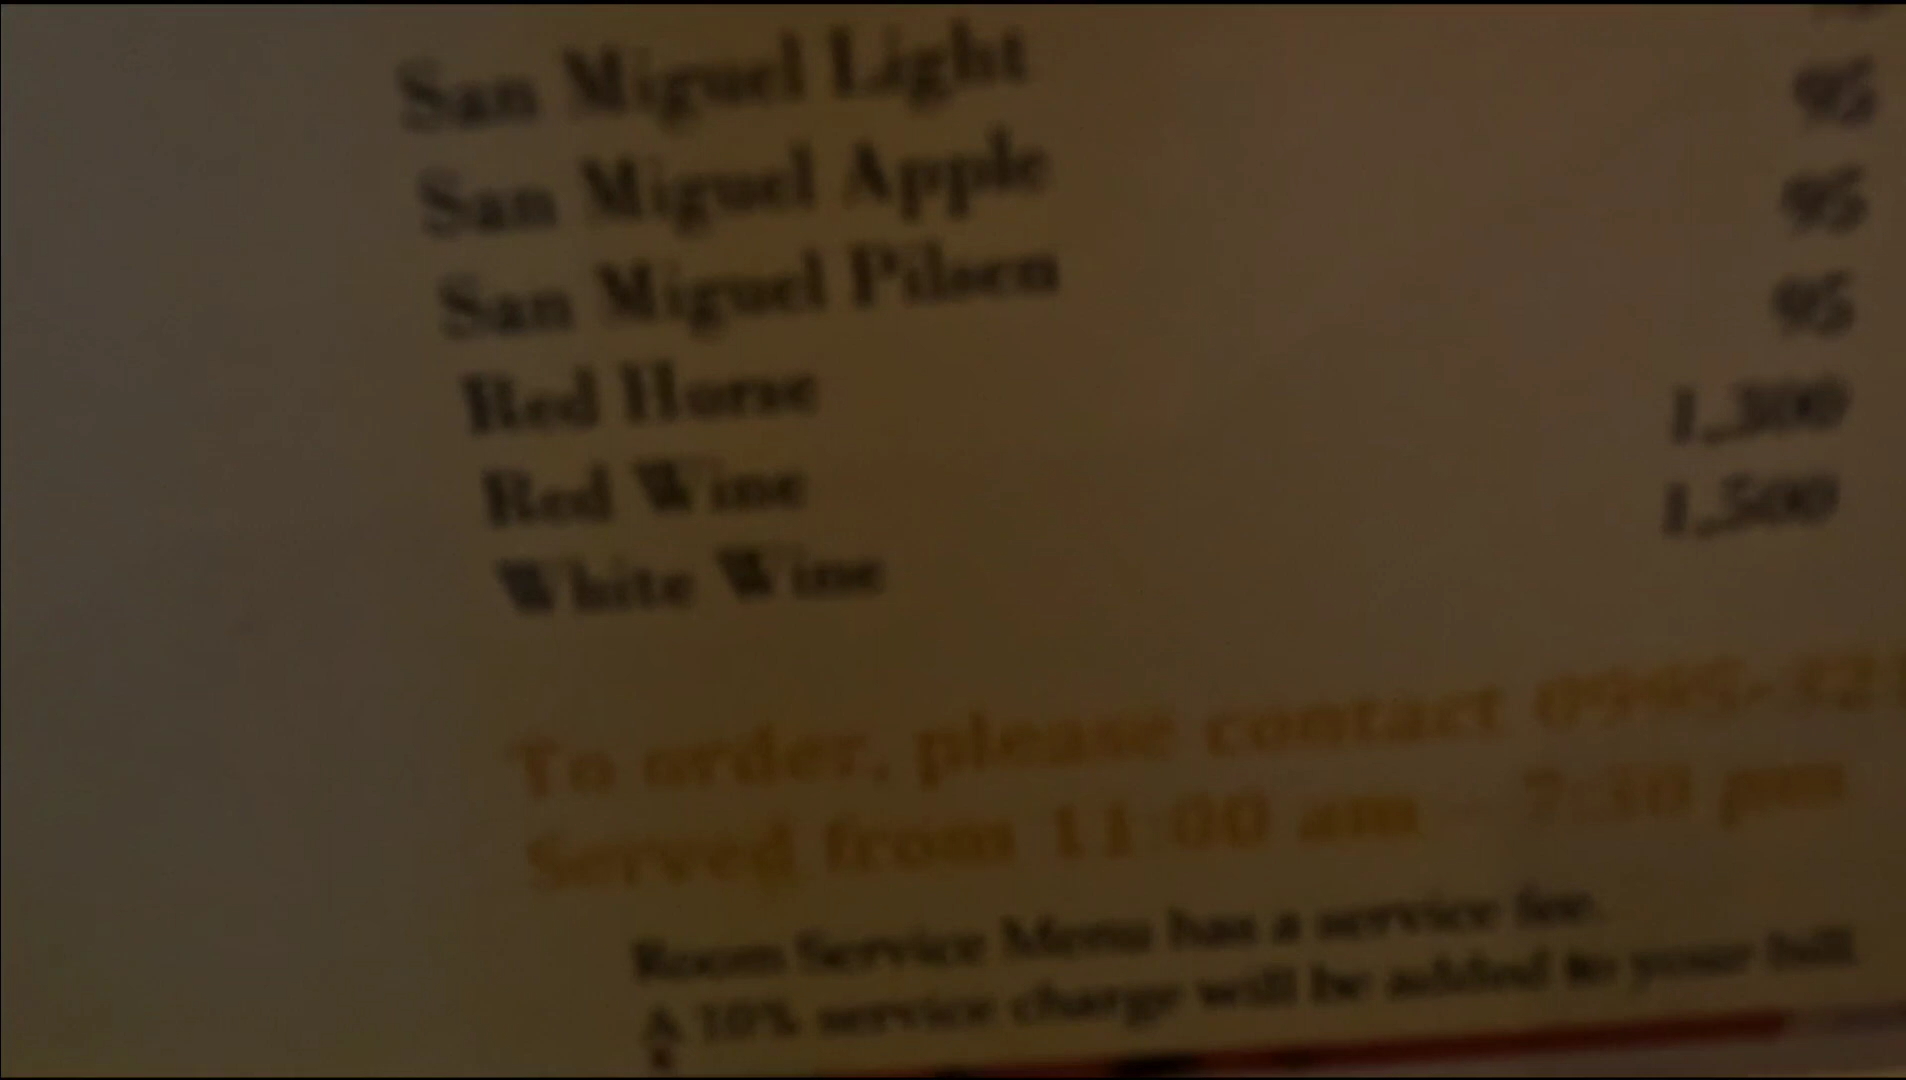 San Miguel Light 95
San Miguel Apple 95
San Miguel Pilsen 95
Red Horse 1,300
Red Wine 1,500
White Wine
To order, please contact
Served from 11:00 am - 7:30 pm
Room Service Menu has a service fee.
A 10% service charge will be added to your bill